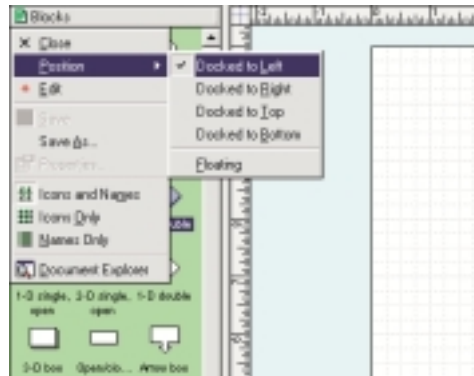 Blocks
Close
Position
Docked to Left
Docked to Right
Docked to Top
Docked to Bottom
Floating
Edit
Save
Save As...
Properties...
Icons and Names
Icons Only
Names Only
Document Explorer
1-D single, 2-D single, 1-D double
open open
2-D box Open/clo... Arrow box